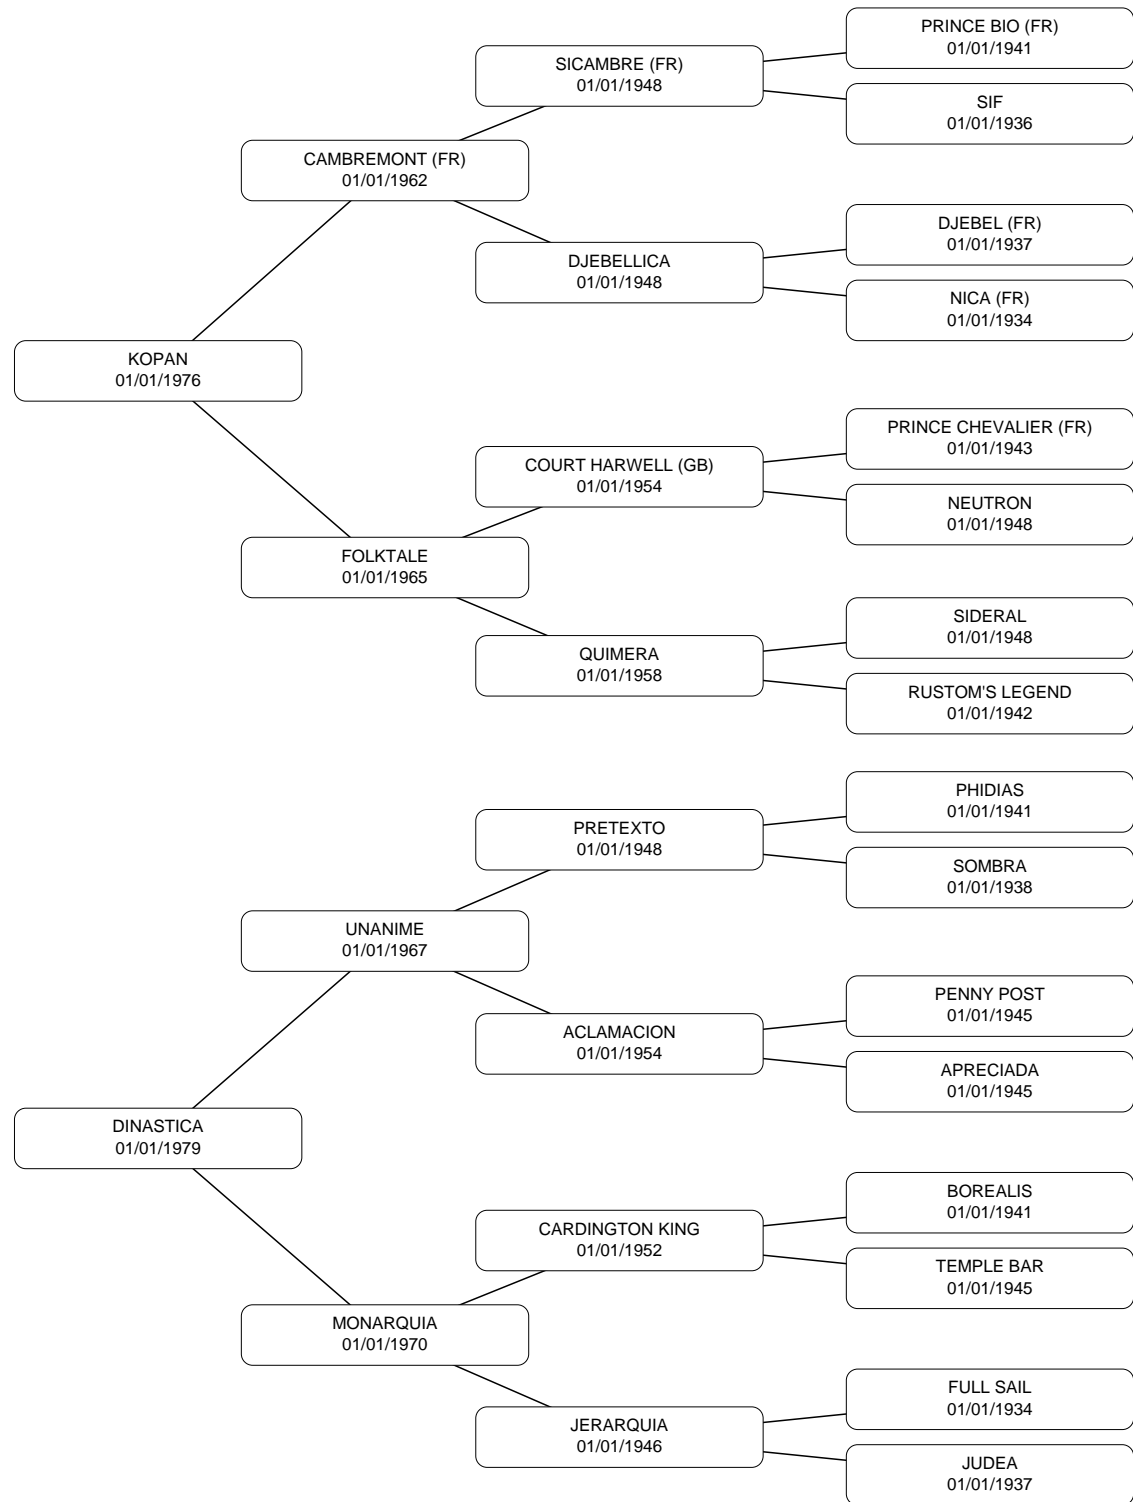 PRINCE BIO (FR)
01/01/1941
SICAMBRE (FR)
01/01/1948
SIF
01/01/1936
CAMBREMONT (FR)
01/01/1962
DJEBEL (FR)
01/01/1937
DJEBELLICA
01/01/1948
NICA (FR)
01/01/1934
KOPAN
01/01/1976
PRINCE CHEVALIER (FR)
01/01/1943
COURT HARWELL (GB)
01/01/1954
NEUTRON
01/01/1948
FOLKTALE
01/01/1965
SIDERAL
01/01/1948
QUIMERA
01/01/1958
RUSTOM'S LEGEND
01/01/1942
PHIDIAS
01/01/1941
PRETEXTO
01/01/1948
SOMBRA
01/01/1938
UNANIME
01/01/1967
PENNY POST
01/01/1945
ACLAMACION
01/01/1954
APRECIADA
01/01/1945
DINASTICA
01/01/1979
BOREALIS
01/01/1941
CARDINGTON KING
01/01/1952
TEMPLE BAR
01/01/1945
MONARQUIA
01/01/1970
FULL SAIL
01/01/1934
JERARQUIA
01/01/1946
JUDEA
01/01/1937